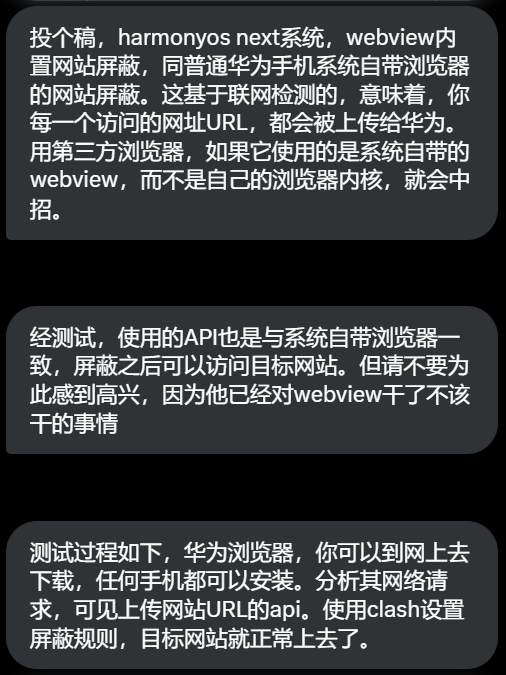 投个稿，harmonyos next系统，webview内
置网站屏蔽，同普通华为手机系统自带浏览器
的网站屏蔽。这基于联网检测的，意味着，你
每一个访问的网址URL，都会被上传给华为。
用第三方浏览器，如果它使用的是系统自带的
webview，而不是自己的浏览器内核，就会中
招。
经测试，使用的API也是与系统自带浏览器一
致，屏蔽之后可以访问目标网站。但请不要为
此感到高兴，因为他已经对webview干了不该
干的事情
测试过程如下，华为浏览器，你可以到网上去
下载，任何手机都可以安装。分析其网络请
求，可见上传网站URL的api。使用clash设置
屏蔽规则，目标网站就正常上去了。